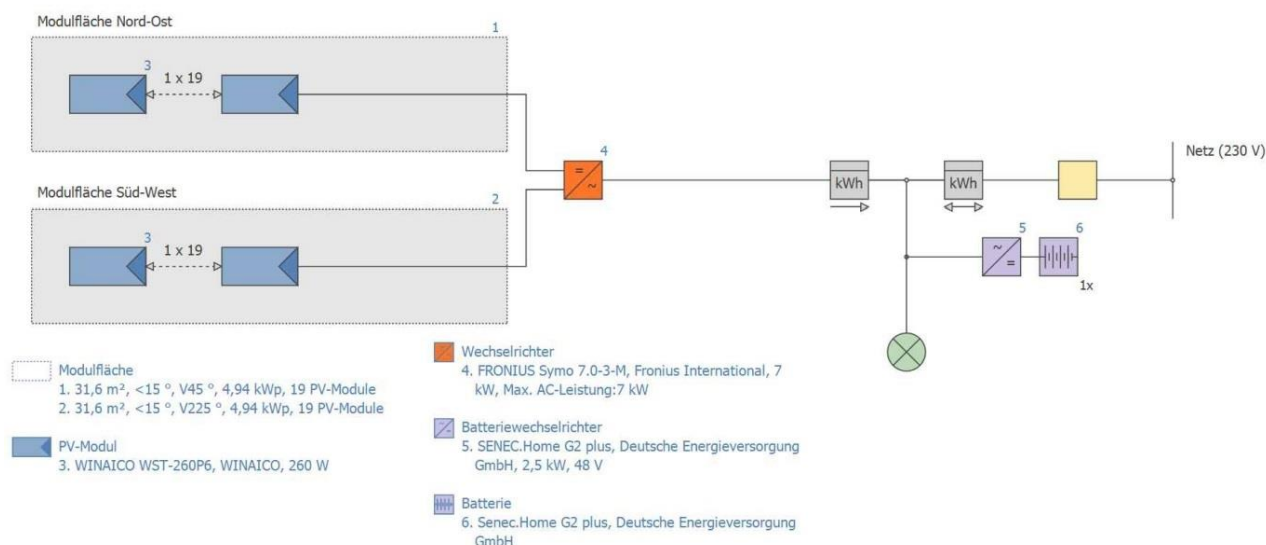 Modulfläche Nord-Ost
1
3
1 x 19
Modulfläche Süd-West
2
3
1 x 19
4
kWh
kWh
Netz (230 V)
5
6
1x
Modulfläche
1. 31,6 m², <15 °, V45 °, 4,94 kWp, 19 PV-Module
2. 31,6 m², <15 °, V225 °, 4,94 kWp, 19 PV-Module
PV-Modul
3. WINAICO WST-260P6, WINAICO, 260 W
Wechselrichter
4. FRONIUS Symo 7.0-3-M, Fronius International, 7
kW, Max. AC-Leistung:7 kW
Batteriewechselrichter
5. SENEC.Home G2 plus, Deutsche Energieversorgung
GmbH, 2,5 kW, 48 V
Batterie
6. Senec.Home G2 plus, Deutsche Energieversorgung
GmbH